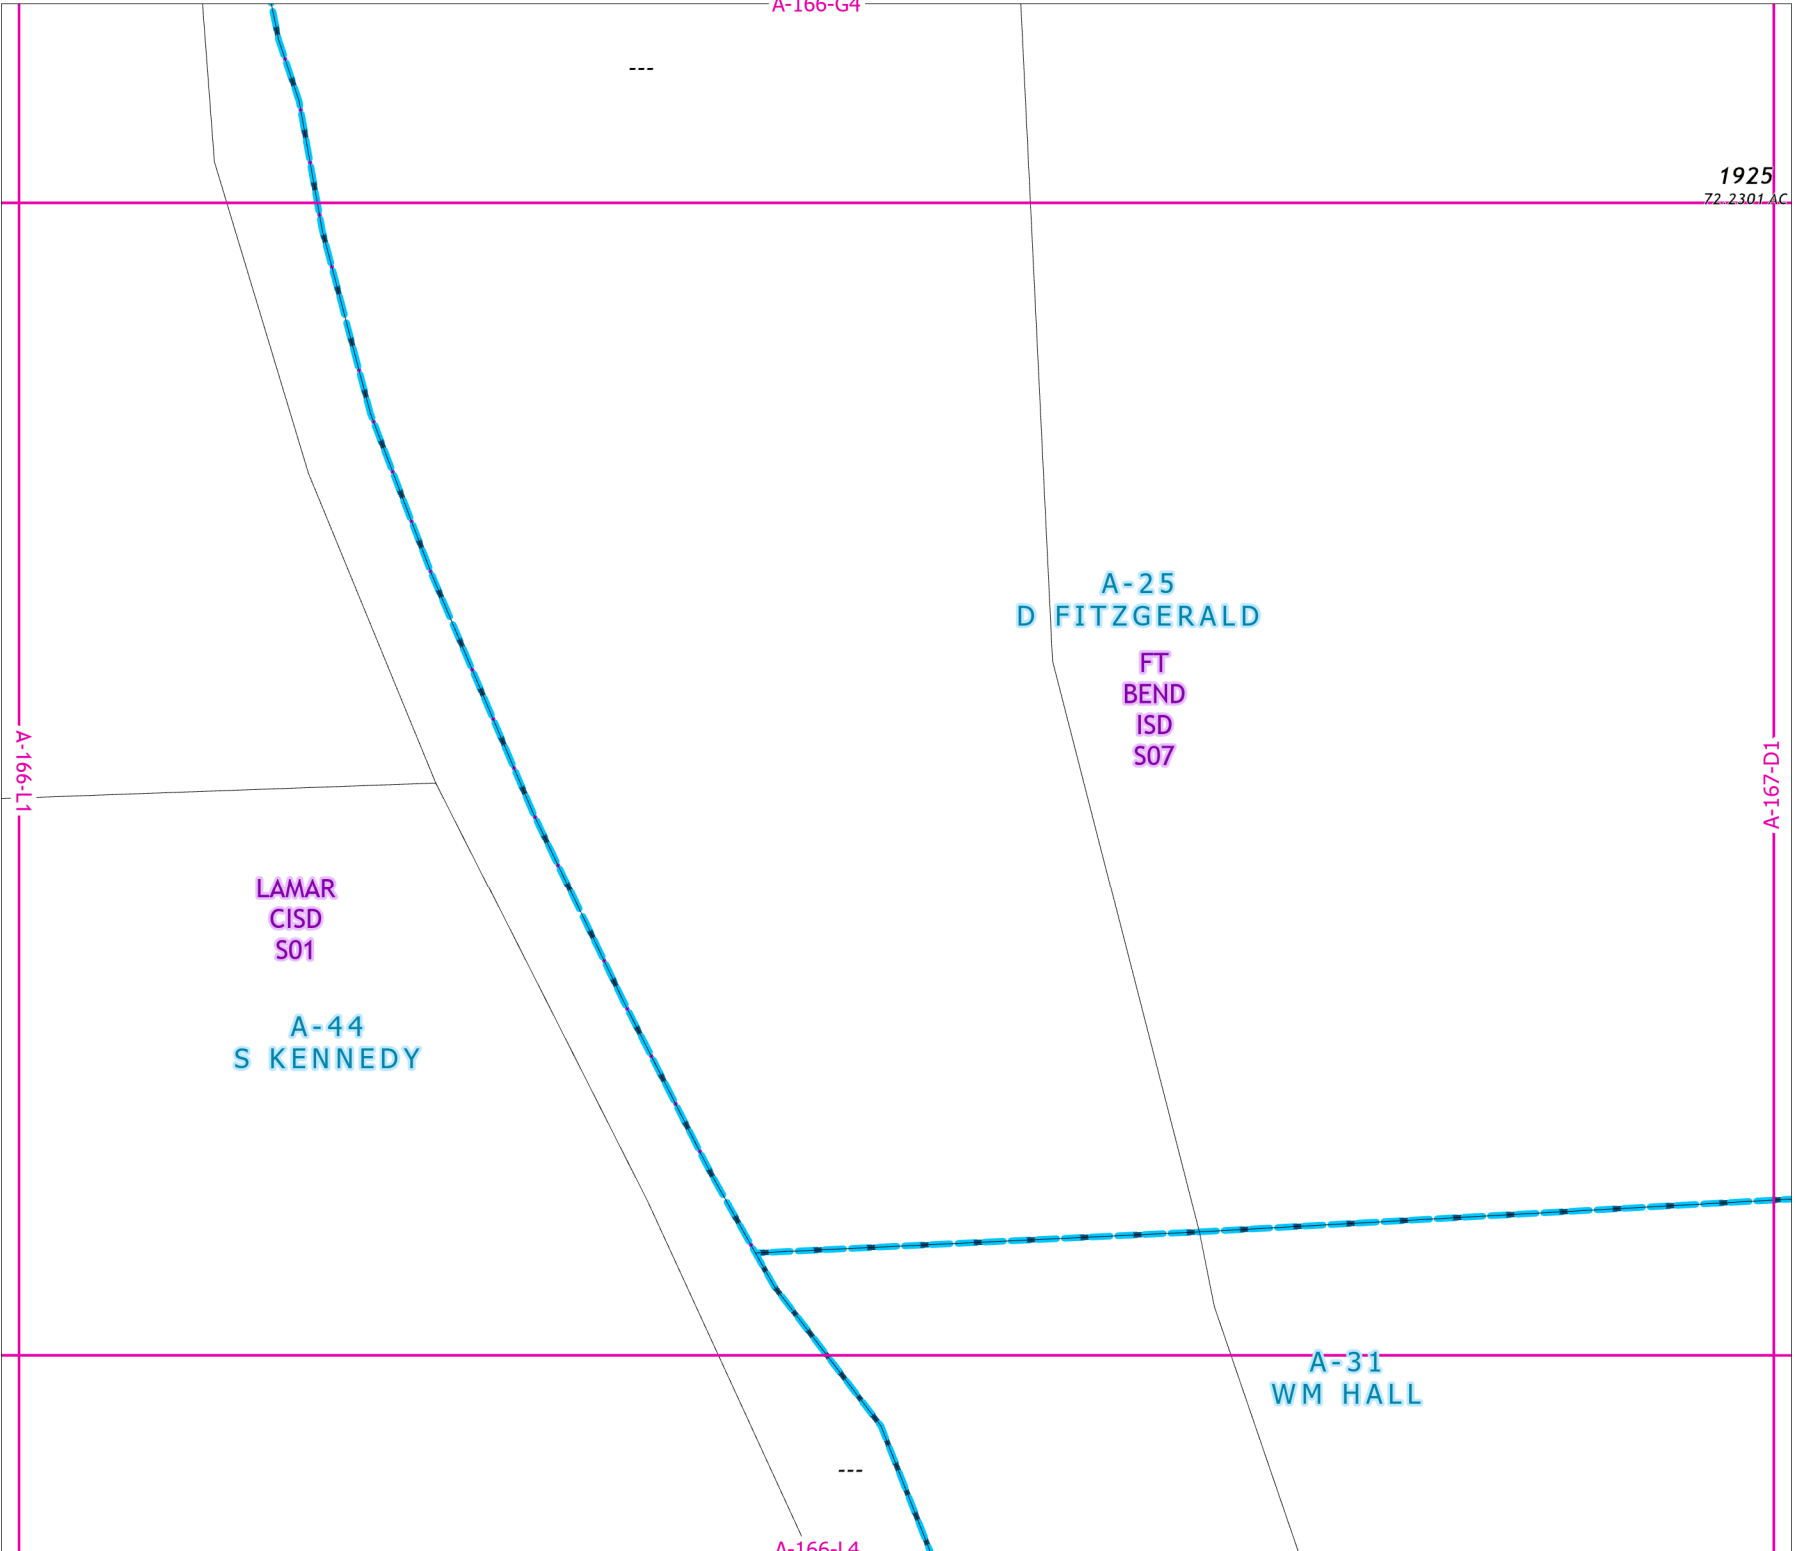 A-166-G4
---
1925
72.2301 AC
A-25
D FITZGERALD
FT
BEND
ISD
S07
A-166-L1
A-167-D1
LAMAR
CISD
S01
A-44
S KENNEDY
A-31
WM HALL
---
A-166-L4